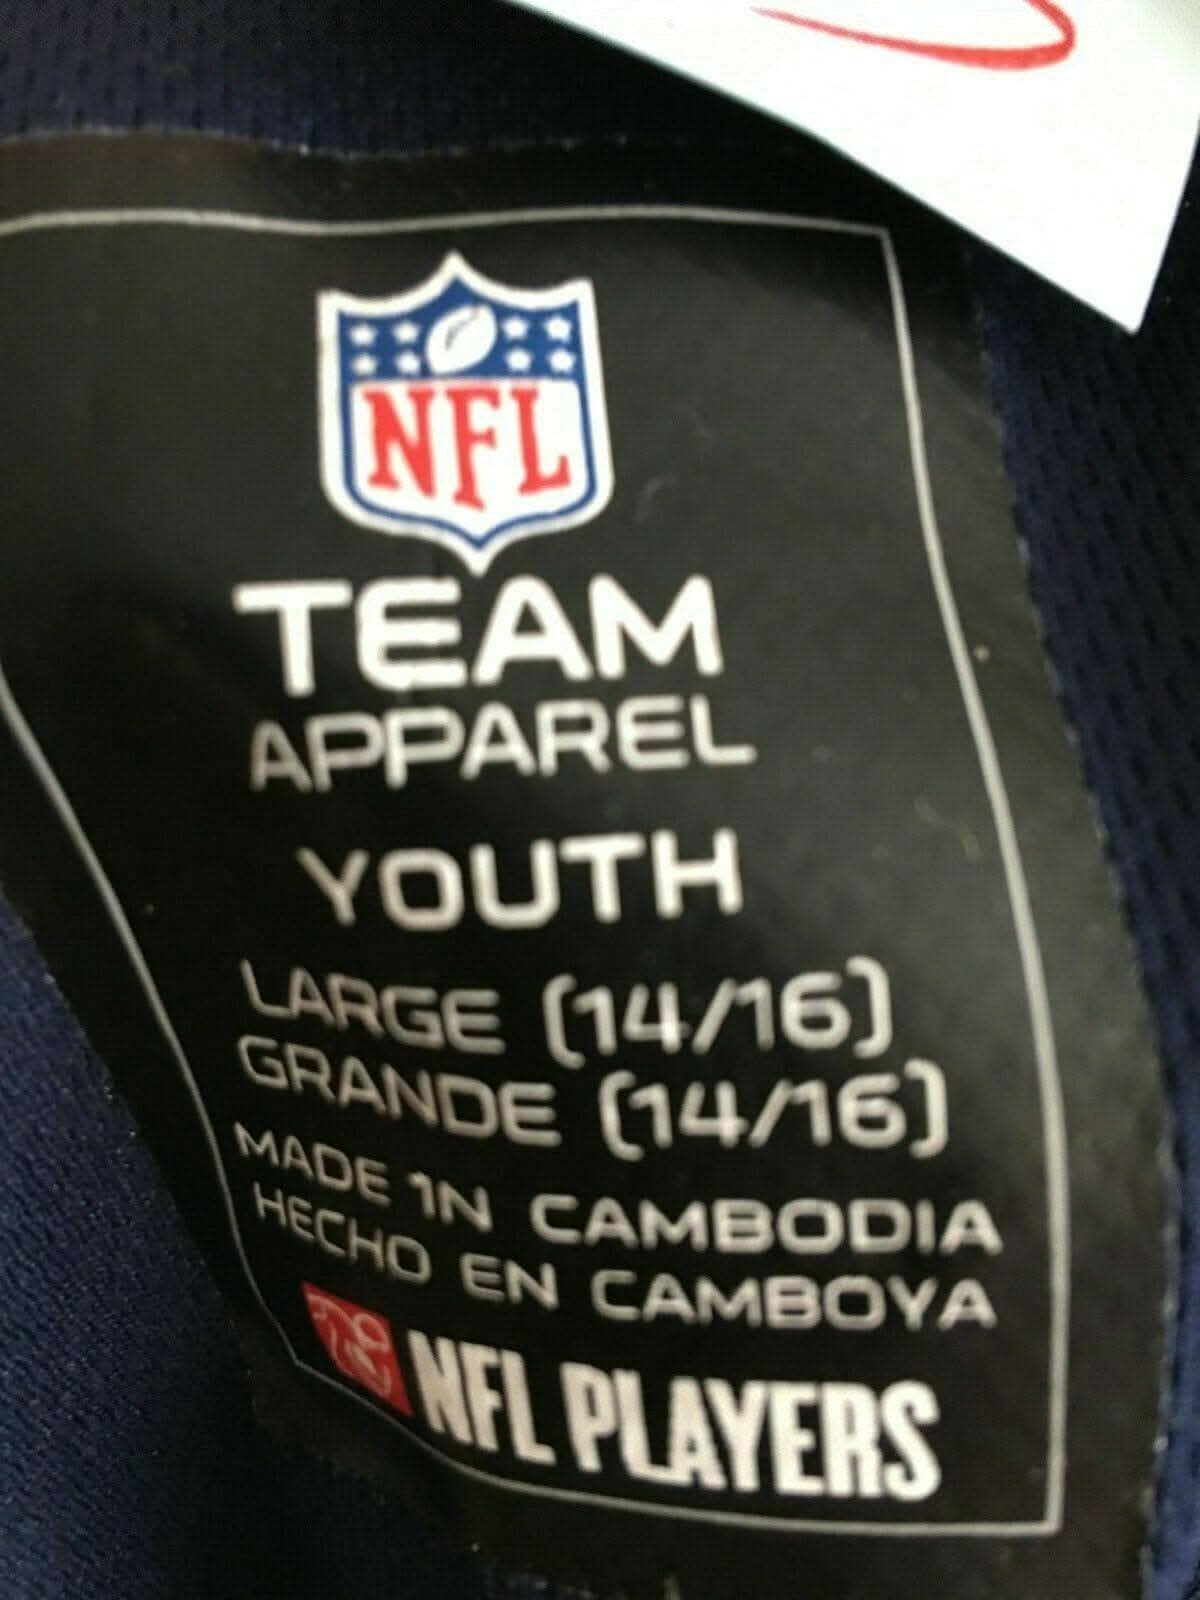 NFL
TEAM
APPAREL
YOUTH
LARGE (14/16)
GRANDE (14/16)
MADE IN CAMBODIA
HECHO EN CAMBOYA
NFL PLAYERS